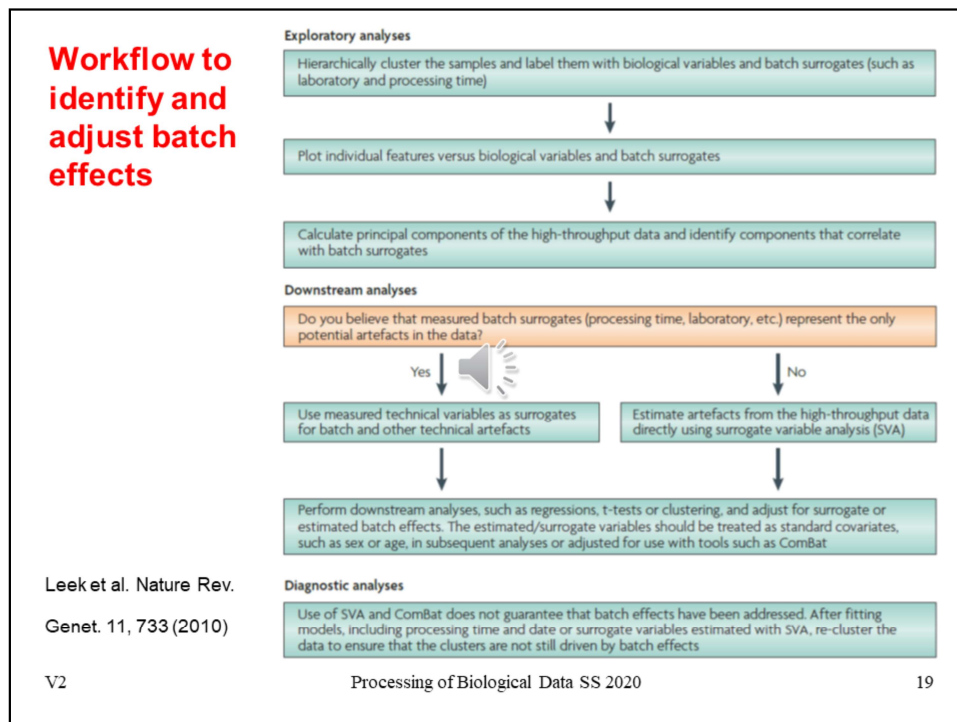 Workflow to
identify and
adjust batch
effects
Exploratory analyses
Hierarchically cluster the samples and label them with biological variables and batch surrogates (such as
laboratory and processing time)
Plot individual features versus biological variables and batch surrogates
Calculate principal components of the high-throughput data and identify components that correlate
with batch surrogates
Downstream analyses
Do you believe that measured batch surrogates (processing time, laboratory, etc.) represent the only
potential artefacts in the data?
Yes
No
Use measured technical variables as surrogates
for batch and other technical artefacts
Estimate artefacts from the high-throughput data
directly using surrogate variable analysis (SVA)
Perform downstream analyses, such as regressions, t-tests or clustering, and adjust for surrogate or
estimated batch effects. The estimated/surrogate variables should be treated as standard covariates,
such as sex or age, in subsequent analyses or adjusted for use with tools such as ComBat
Leek et al. Nature Rev.
Genet. 11, 733 (2010)
Diagnostic analyses
Use of SVA and ComBat does not guarantee that batch effects have been addressed. After fitting
models, including processing time and date or surrogate variables estimated with SVA, re-cluster the
data to ensure that the clusters are not still driven by batch effects
V2
Processing of Biological Data SS 2020
19